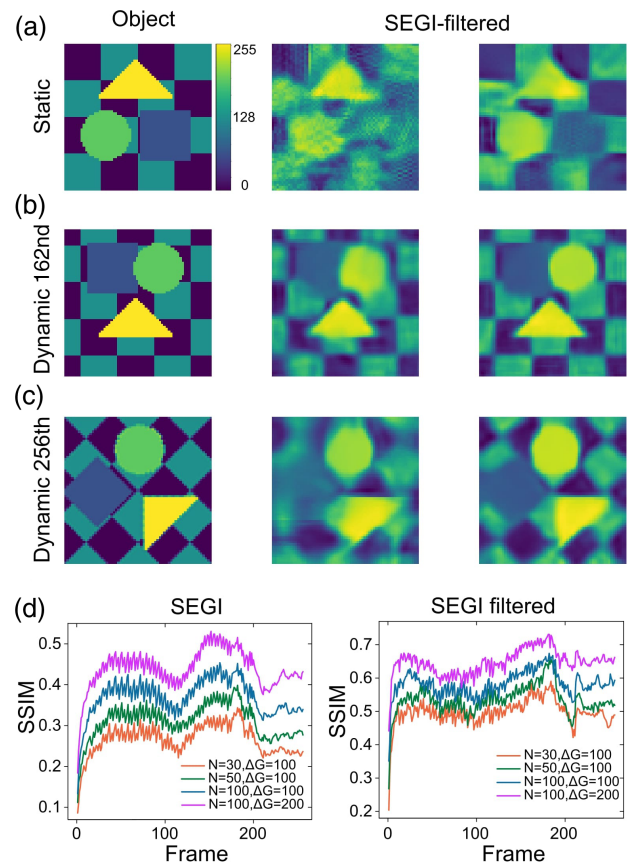 Object
SEGI-filtered
(a)
Static
255
128
0
(b)
Dynamic 162nd
(c)
Dynamic 256th
(d)
SEGI
SSIM
0.5
0.4
0.3
0.2
0.1
N=30,ΔG=100
N=50,ΔG=100
N=100,ΔG=100
N=100,ΔG=200
0
100
200
Frame
SEGI filtered
SSIM
0.7
0.6
0.5
0.4
0.3
0.2
N=30,ΔG=100
N=50,ΔG=100
N=100,ΔG=100
N=100,ΔG=200
0
100
200
Frame